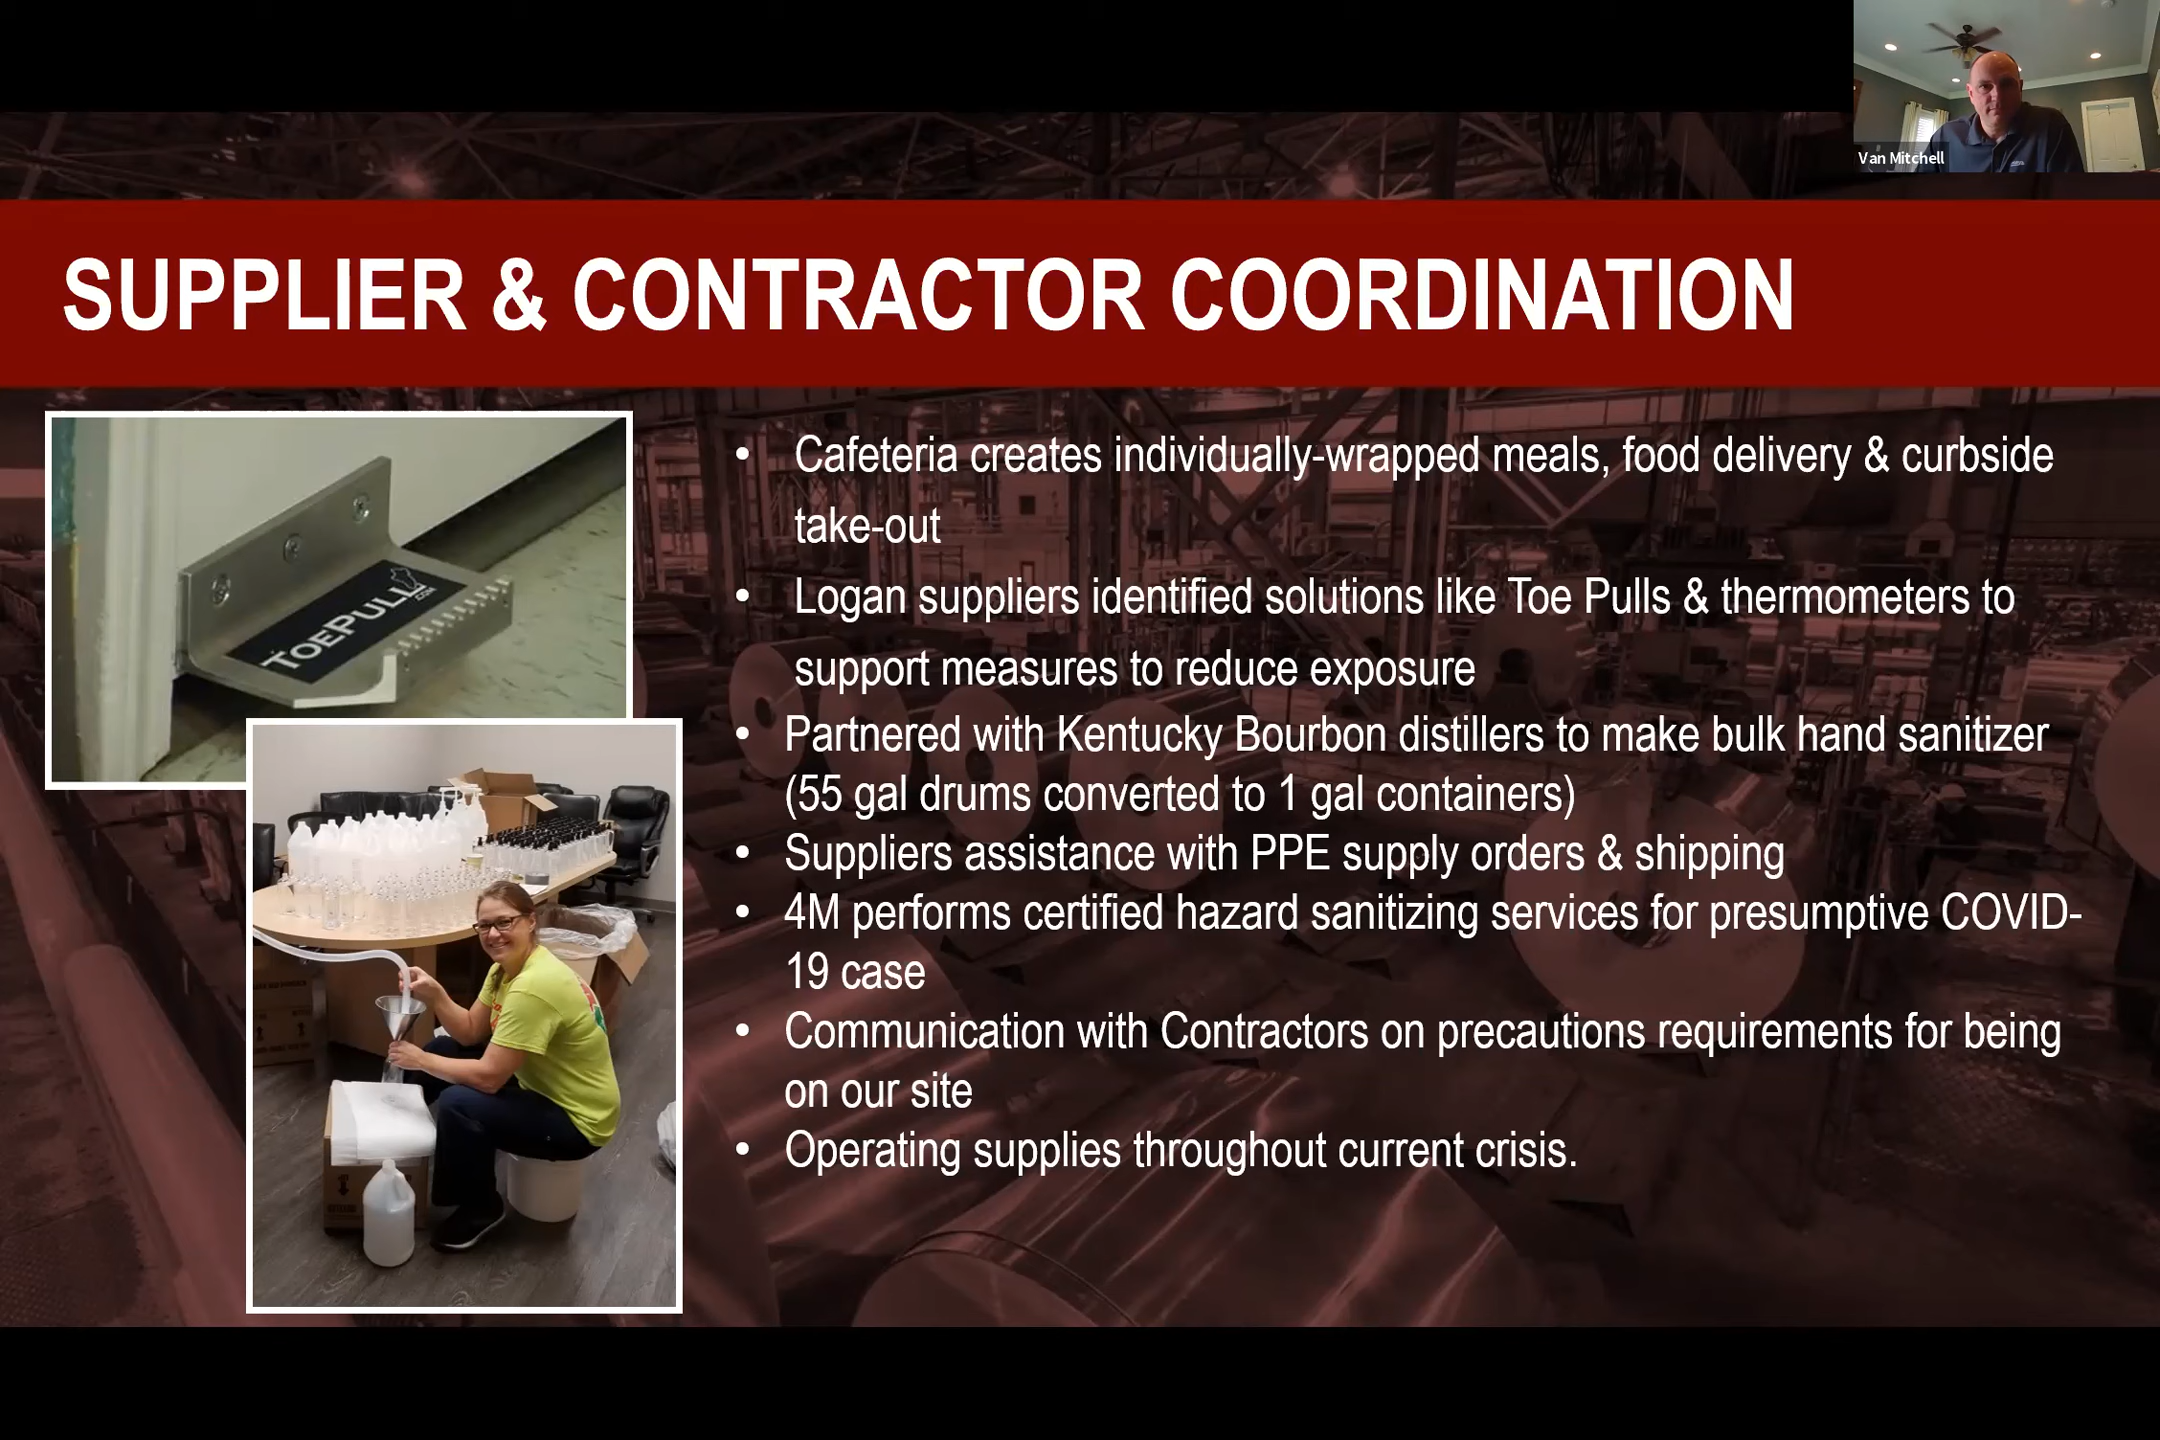 Van Mitchell
SUPPLIER & CONTRACTOR COORDINATION
TOEPULL
.COM
• Cafeteria creates individually-wrapped meals, food delivery & curbside
take-out
• Logan suppliers identified solutions like Toe Pulls & thermometers to
support measures to reduce exposure
• Partnered with Kentucky Bourbon distillers to make bulk hand sanitizer
(55 gal drums converted to 1 gal containers)
• Suppliers assistance with PPE supply orders & shipping
• 4M performs certified hazard sanitizing services for presumptive COVID-
19 case
• Communication with Contractors on precautions requirements for being
on our site
• Operating supplies throughout current crisis.